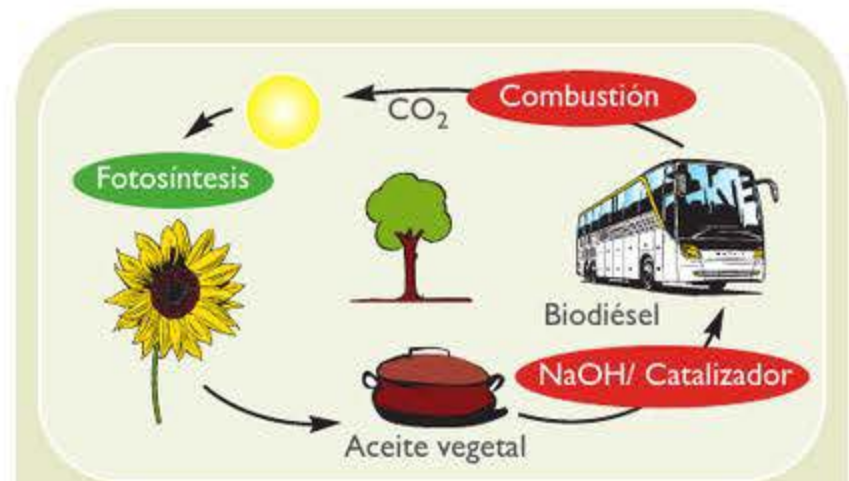 Combustión
CO₂
Fotosíntesis
Biodiésel
NaOH/ Catalizador
Aceite vegetal